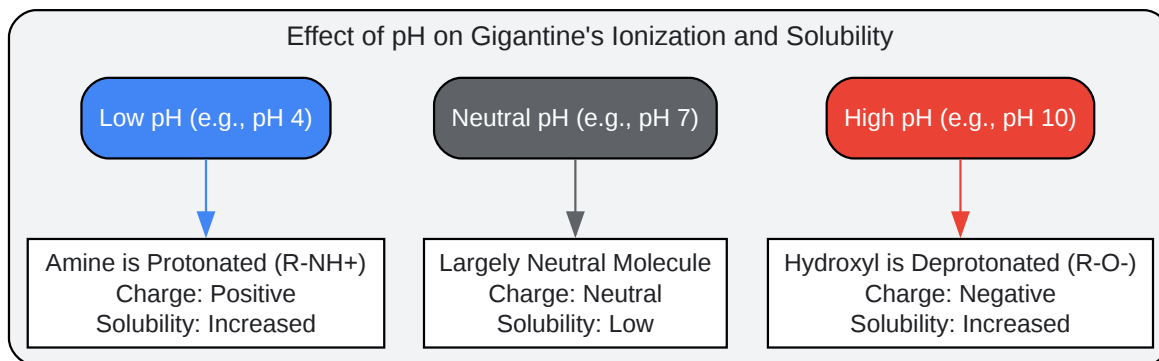 Effect of pH on Gigantine's Ionization and Solubility
Low pH (e.g., pH 4)
Neutral pH (e.g., pH 7)
High pH (e.g., pH 10)
Amine is Protonated (R-NH+)
Charge: Positive
Solubility: Increased
Largely Neutral Molecule
Charge: Neutral
Solubility: Low
Hydroxyl is Deprotonated (R-O-)
Charge: Negative
Solubility: Increased